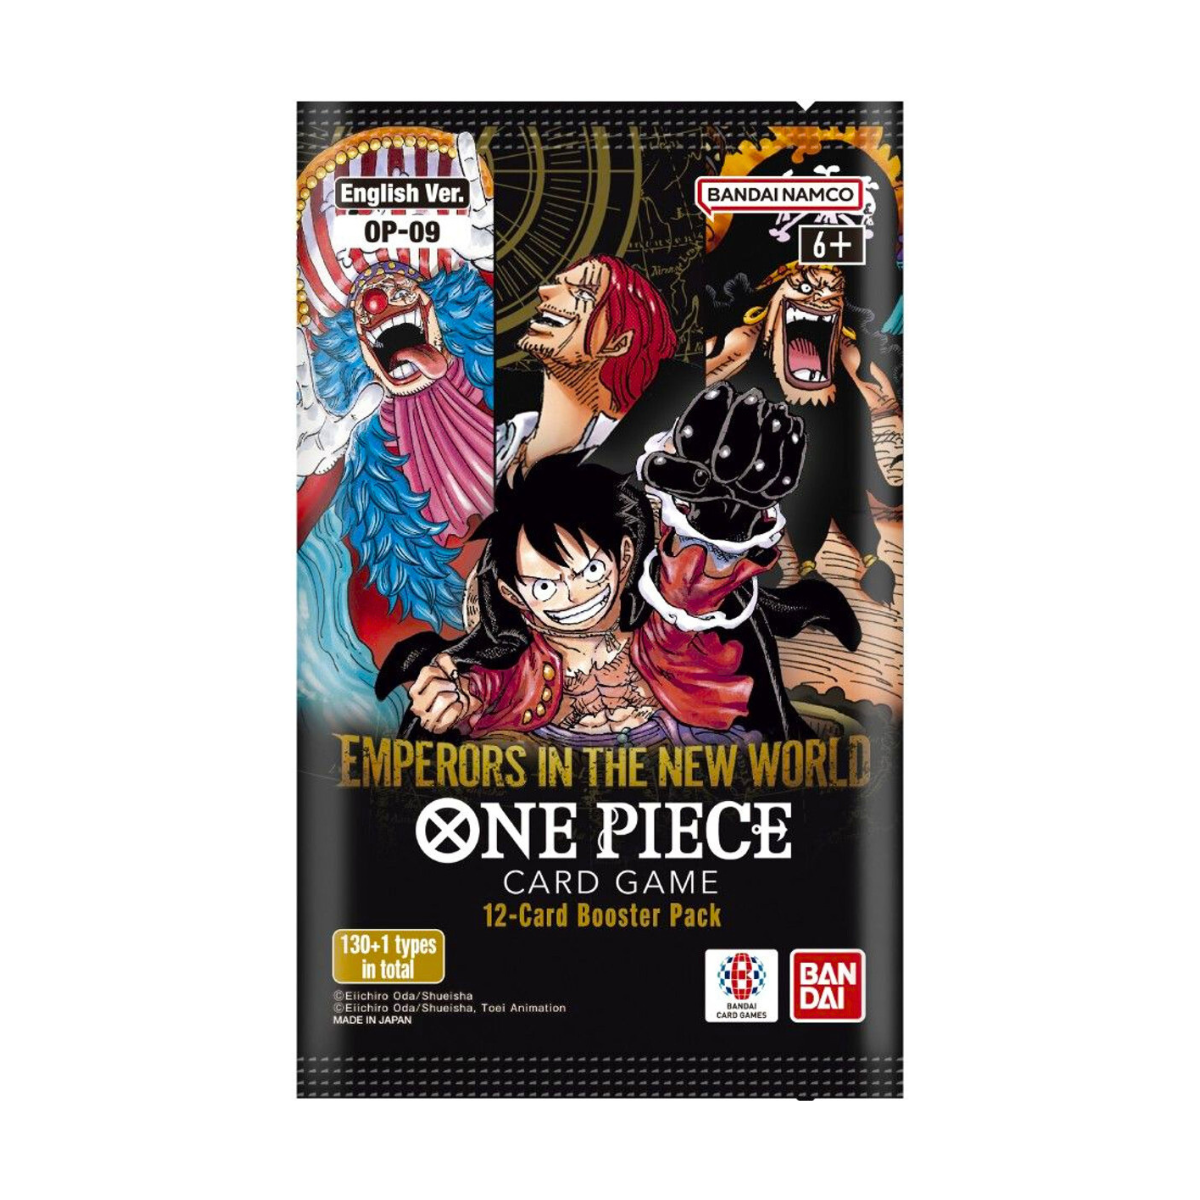 English Ver.
OP-09
BANDAI NAMCO
6+
EMPERORS IN THE NEW WORLD
ONE PIECE
CARD GAME
12-Card Booster Pack
130+1 types
in total
©Eiichiro Oda/Shueisha
©Eiichiro Oda/Shueisha, Toei Animation
MADE IN JAPAN
B
BANDAI
CARD GAMES
BAN
DAI